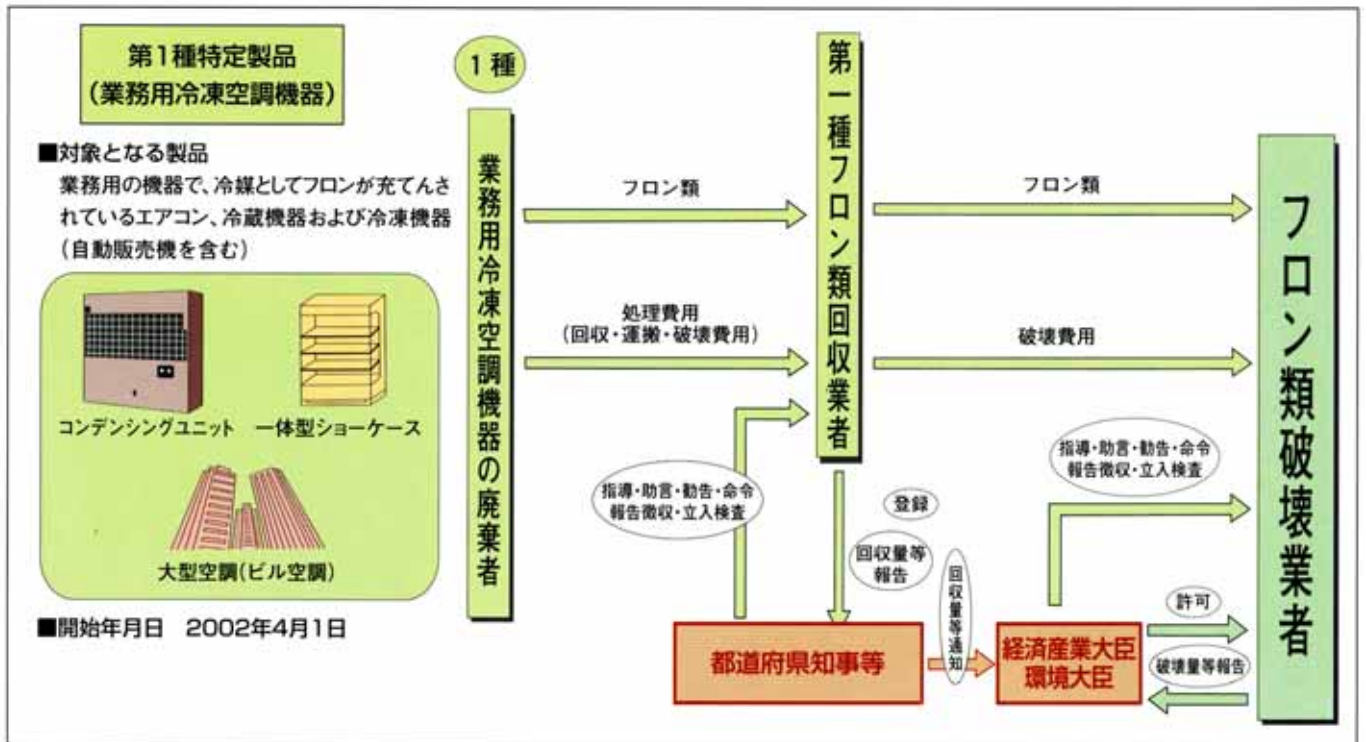 第1種特定製品
(業務用冷凍空調機器)
■対象となる製品
業務用の機器で、冷媒としてフロンが充てんさ
れているエアコン、冷蔵機器および冷凍機器
(自動販売機を含む)
コンデンシングユニット
一体型ショーケース
大型空調(ビル空調)
■開始年月日 2002年4月1日
1種
業務用冷凍空調機器の廃棄者
フロン類
処理費用
(回収・運搬・破壊費用)
第一種フロン類回収業者
フロン類
破壊費用
指導・助言・勧告・命令
報告徴収・立入検査
登録
回収量等
報告
回収量等通知
指導・助言・勧告・命令
報告徴収・立入検査
都道府県知事等
経済産業大臣
環境大臣
許可
破壊量等報告
フロン類破壊業者